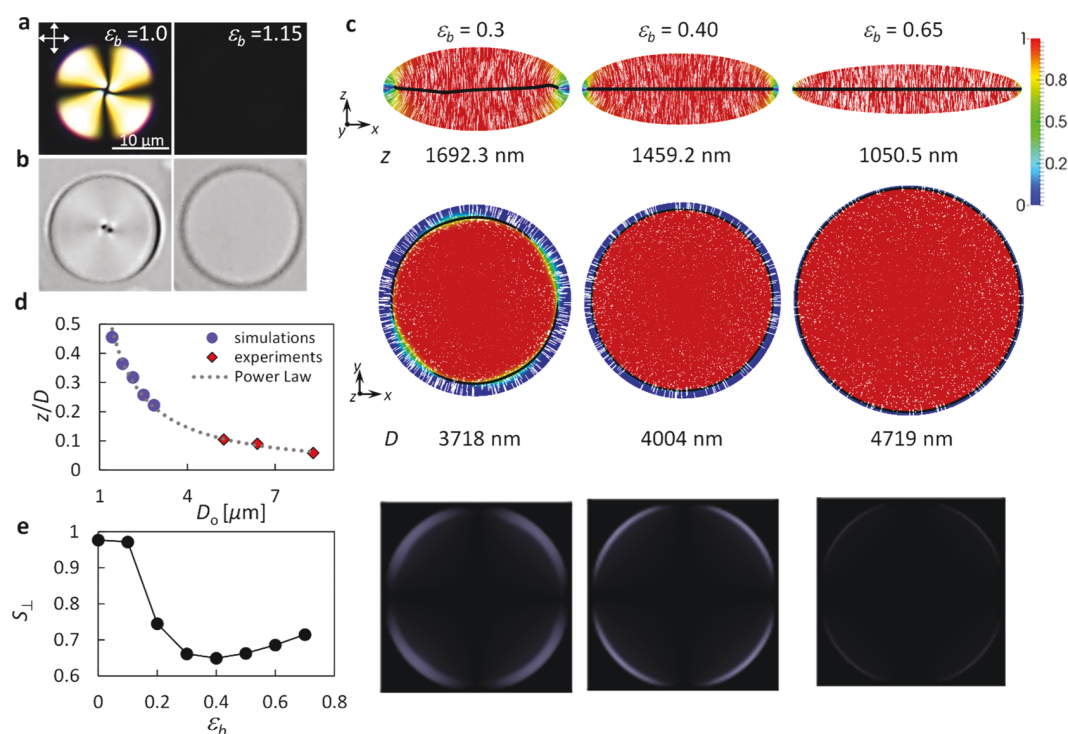 a
ε_b = 1.0
ε_b = 1.15
10 μm
b
c
ε_b = 0.3
ε_b = 0.40
ε_b = 0.65
1
0.8
0.6
0.4
0.2
0
z
y
x
z
1692.3 nm
1459.2 nm
1050.5 nm
y
z
x
D
3718 nm
4004 nm
4719 nm
d
0.5
0.4
0.3
0.2
0.1
0
z/D
simulations
experiments
Power Law
1
4
7
D_o [μm]
e
1
0.9
0.8
0.7
0.6
S_⊥
0
0.2
0.4
0.6
0.8
ε_b